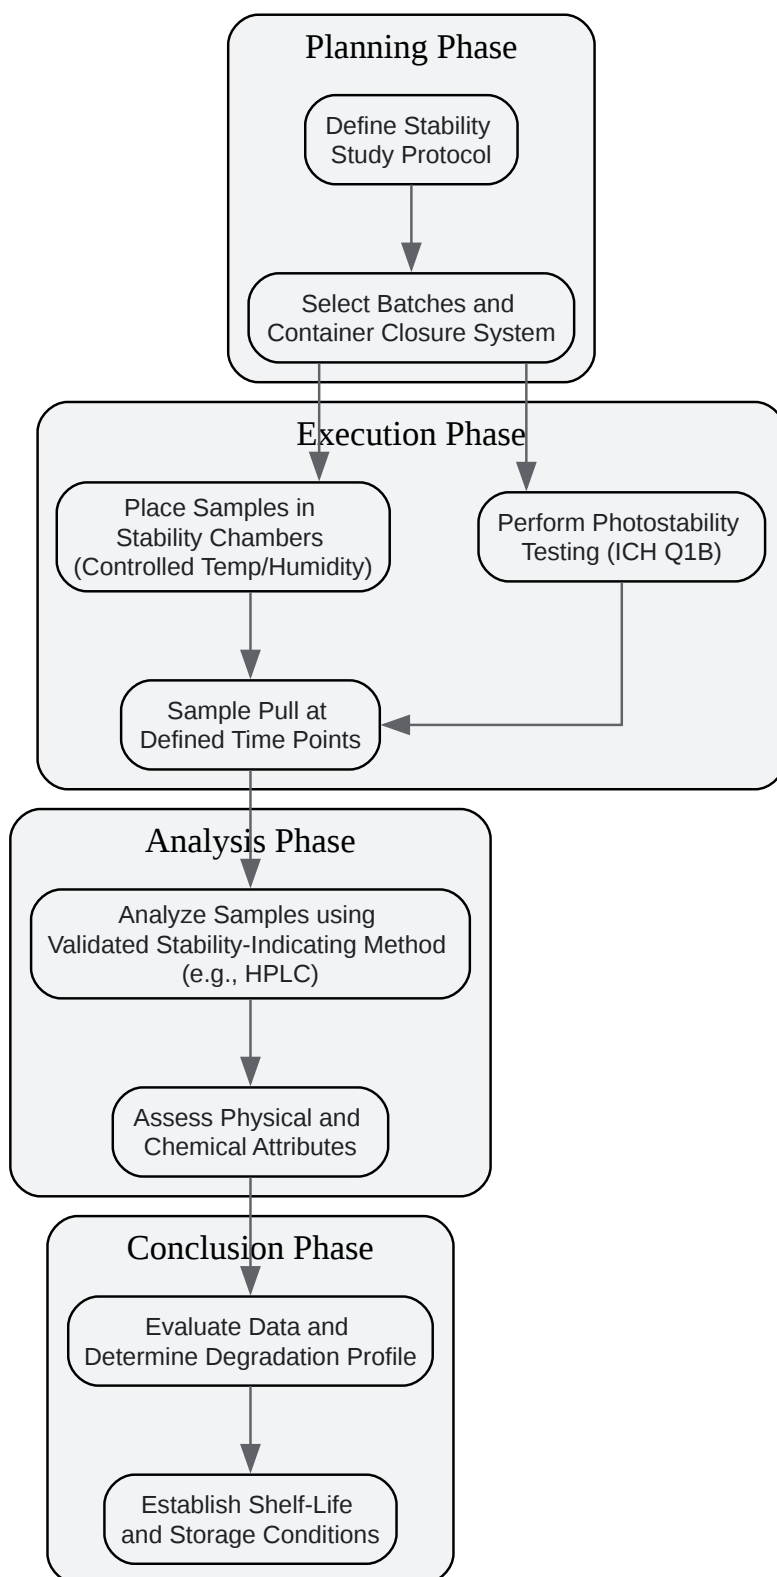 Planning Phase
Define Stability
Study Protocol
Select Batches and
Container Closure System
Execution Phase
Place Samples in
Stability Chambers
(Controlled Temp/Humidity)
Perform Photostability
Testing (ICH Q1B)
Sample Pull at
Defined Time Points
Analysis Phase
Analyze Samples using
Validated Stability-Indicating Method
(e.g., HPLC)
Assess Physical and
Chemical Attributes
Conclusion Phase
Evaluate Data and
Determine Degradation Profile
Establish Shelf-Life
and Storage Conditions